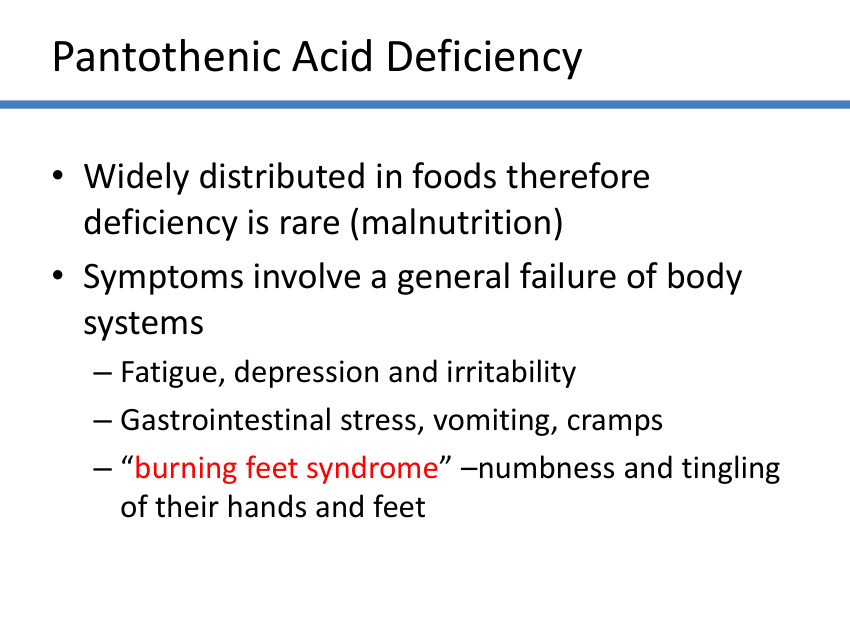 Pantothenic Acid Deficiency
• Widely distributed in foods therefore
deficiency is rare (malnutrition)
• Symptoms involve a general failure of body
systems
– Fatigue, depression and irritability
– Gastrointestinal stress, vomiting, cramps
– “burning feet syndrome” –numbness and tingling
of their hands and feet